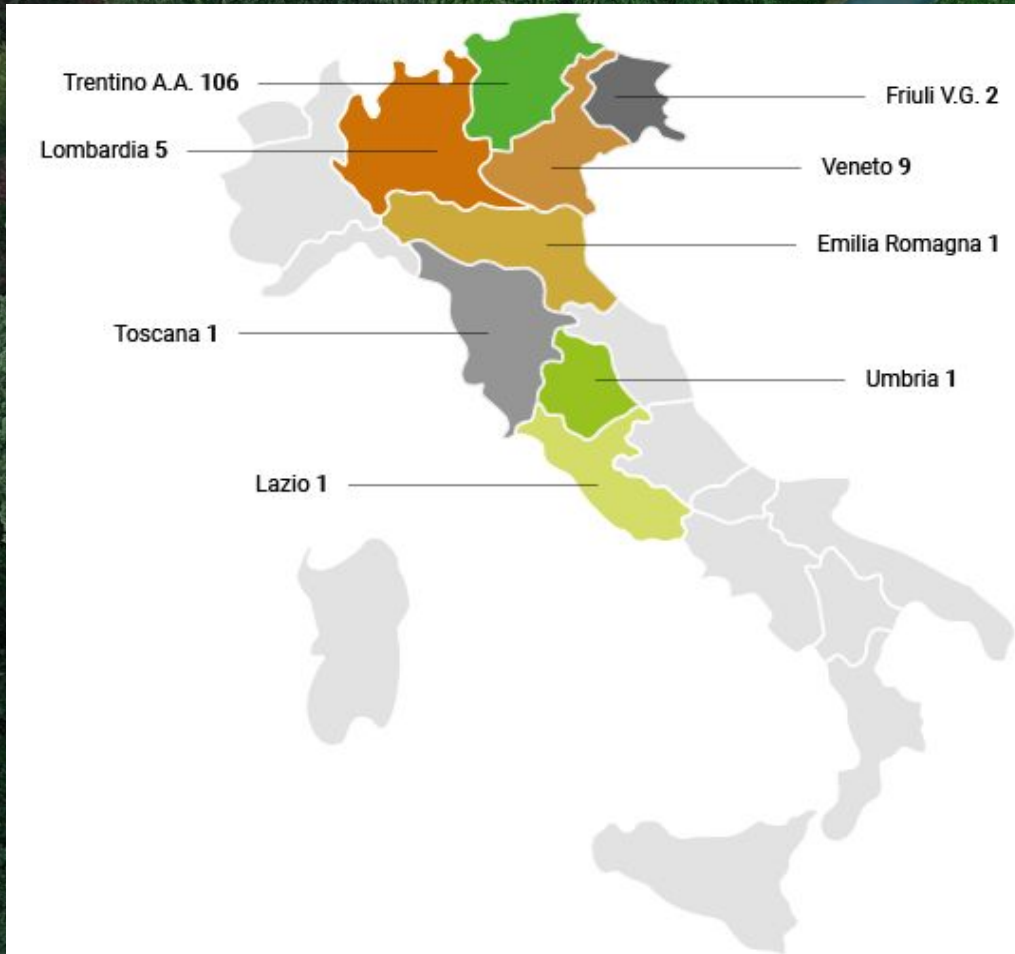 Trentino A.A. 106
Friuli V.G. 2
Lombardia 5
Veneto 9
Emilia Romagna 1
Toscana 1
Umbria 1
Lazio 1